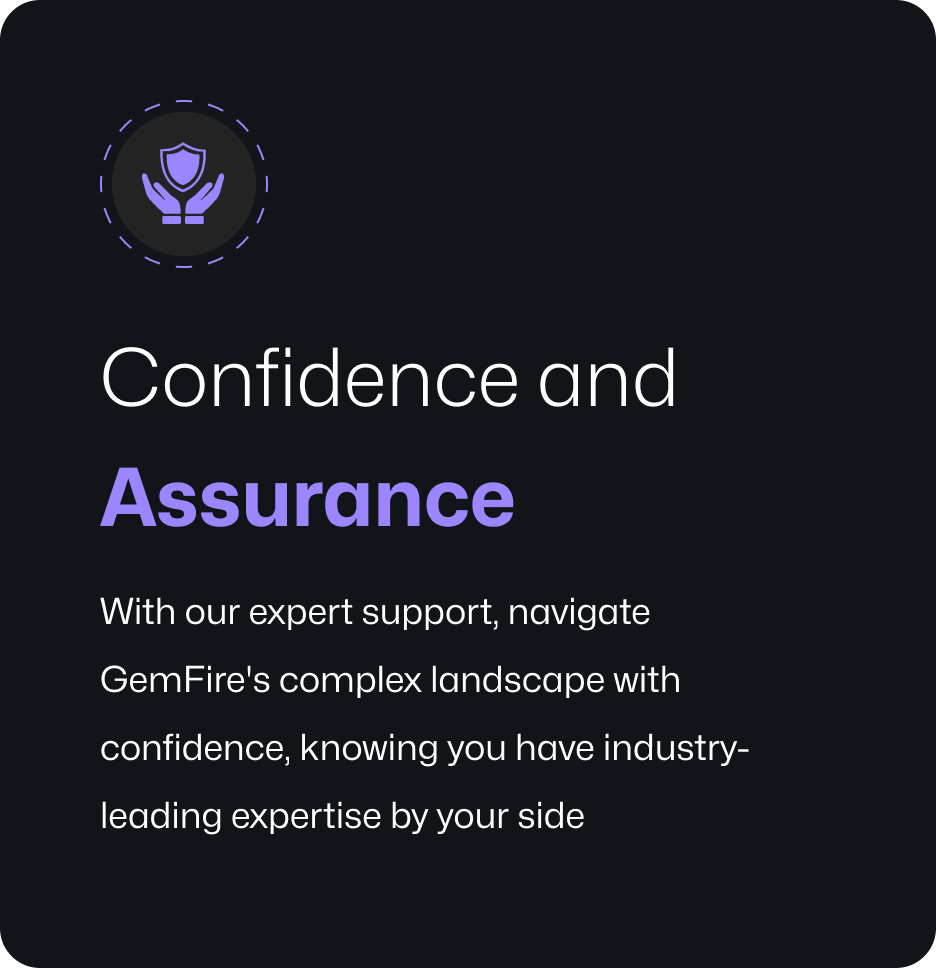 Confidence and
Assurance
With our expert support, navigate
GemFire's complex landscape with
confidence, knowing you have industry-
leading expertise by your side